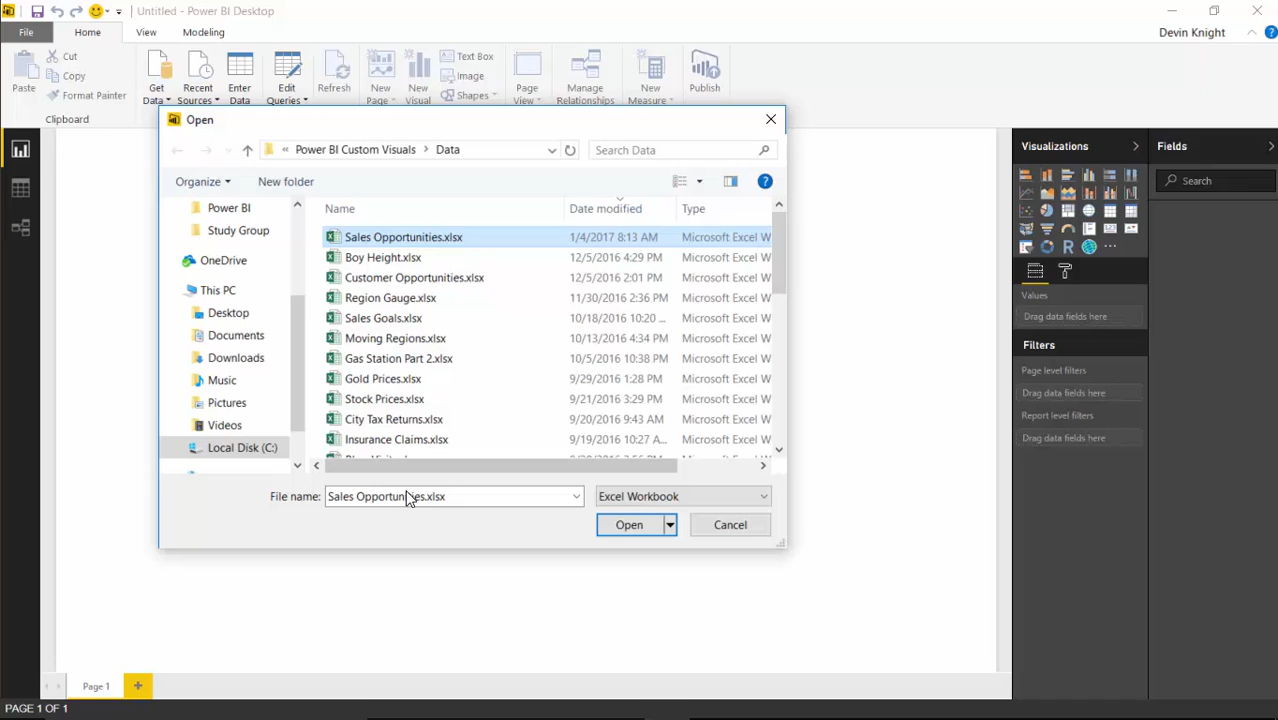 Untitled - Power BI Desktop
File Home View Modeling Devin Knight
Paste
Cut
Copy
Format Painter
Clipboard
Get Data
Recent Sources
Enter Data
Edit Queries
Refresh
New Page
New Visual
Text Box
Image
Shapes
Page View
Manage Relationships
New Measure
Publish
Open
« Power BI Custom Visuals > Data
Search Data
Organize New folder
Power BI
Study Group
OneDrive
This PC
Desktop
Documents
Downloads
Music
Pictures
Videos
Local Disk (C:)
Name Date modified Type
Sales Opportunities.xlsx 1/4/2017 8:13 AM Microsoft Excel W
Boy Height.xlsx 12/5/2016 4:29 PM Microsoft Excel W
Customer Opportunities.xlsx 12/5/2016 2:01 PM Microsoft Excel W
Region Gauge.xlsx 11/30/2016 2:36 PM Microsoft Excel W
Sales Goals.xlsx 10/18/2016 10:20 ... Microsoft Excel W
Moving Regions.xlsx 10/13/2016 4:34 PM Microsoft Excel W
Gas Station Part 2.xlsx 10/5/2016 10:38 PM Microsoft Excel W
Gold Prices.xlsx 9/29/2016 1:28 PM Microsoft Excel W
Stock Prices.xlsx 9/21/2016 3:29 PM Microsoft Excel W
City Tax Returns.xlsx 9/20/2016 9:43 AM Microsoft Excel W
Insurance Claims.xlsx 9/19/2016 10:27 A... Microsoft Excel W
File name: Sales Opportunities.xlsx Excel Workbook
Open Cancel
Visualizations
Values
Drag data fields here
Filters
Page level filters
Drag data fields here
Report level filters
Drag data fields here
Fields
Search
Page 1
PAGE 1 OF 1